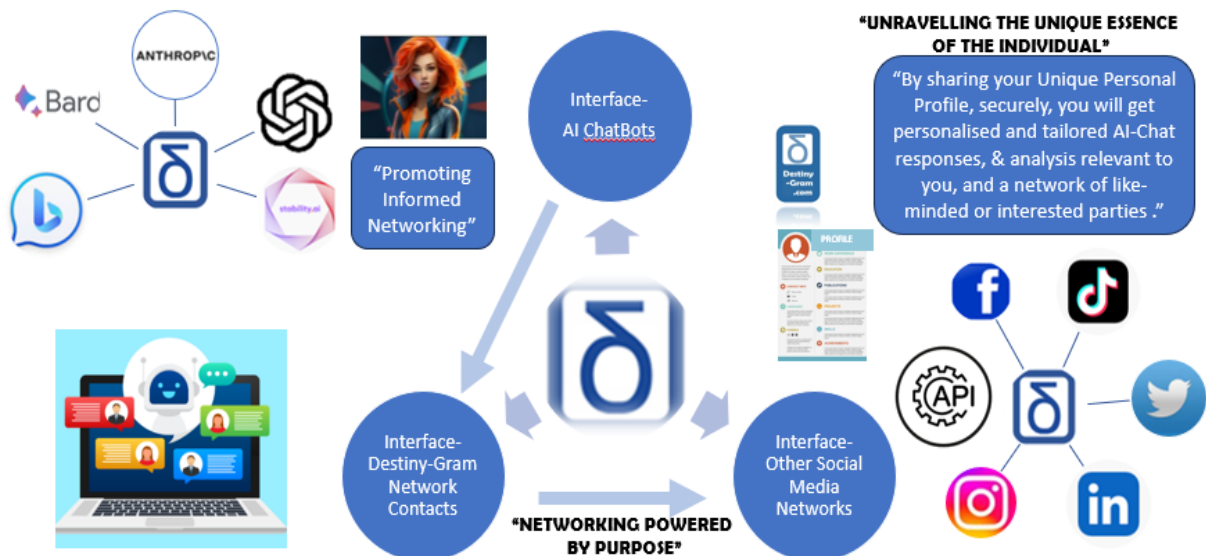 ANTHROP\C
Bard
stability.ai
"Promoting
Informed
Networking"
Interface-
AI ChatBots
"UNRAVELLING THE UNIQUE ESSENCE
OF THE INDIVIDUAL"
"By sharing your Unique Personal
Profile, securely, you will get
personalised and tailored AI-Chat
responses, & analysis relevant to
you, and a network of like-
minded or interested parties ."
δ
Destiny
-Gram
.com
PROFILE
δ
δ
Interface-
Destiny-Gram
Network
Contacts
"NETWORKING POWERED
BY PURPOSE"
Interface-
Other Social
Media
Networks
API
δ
in